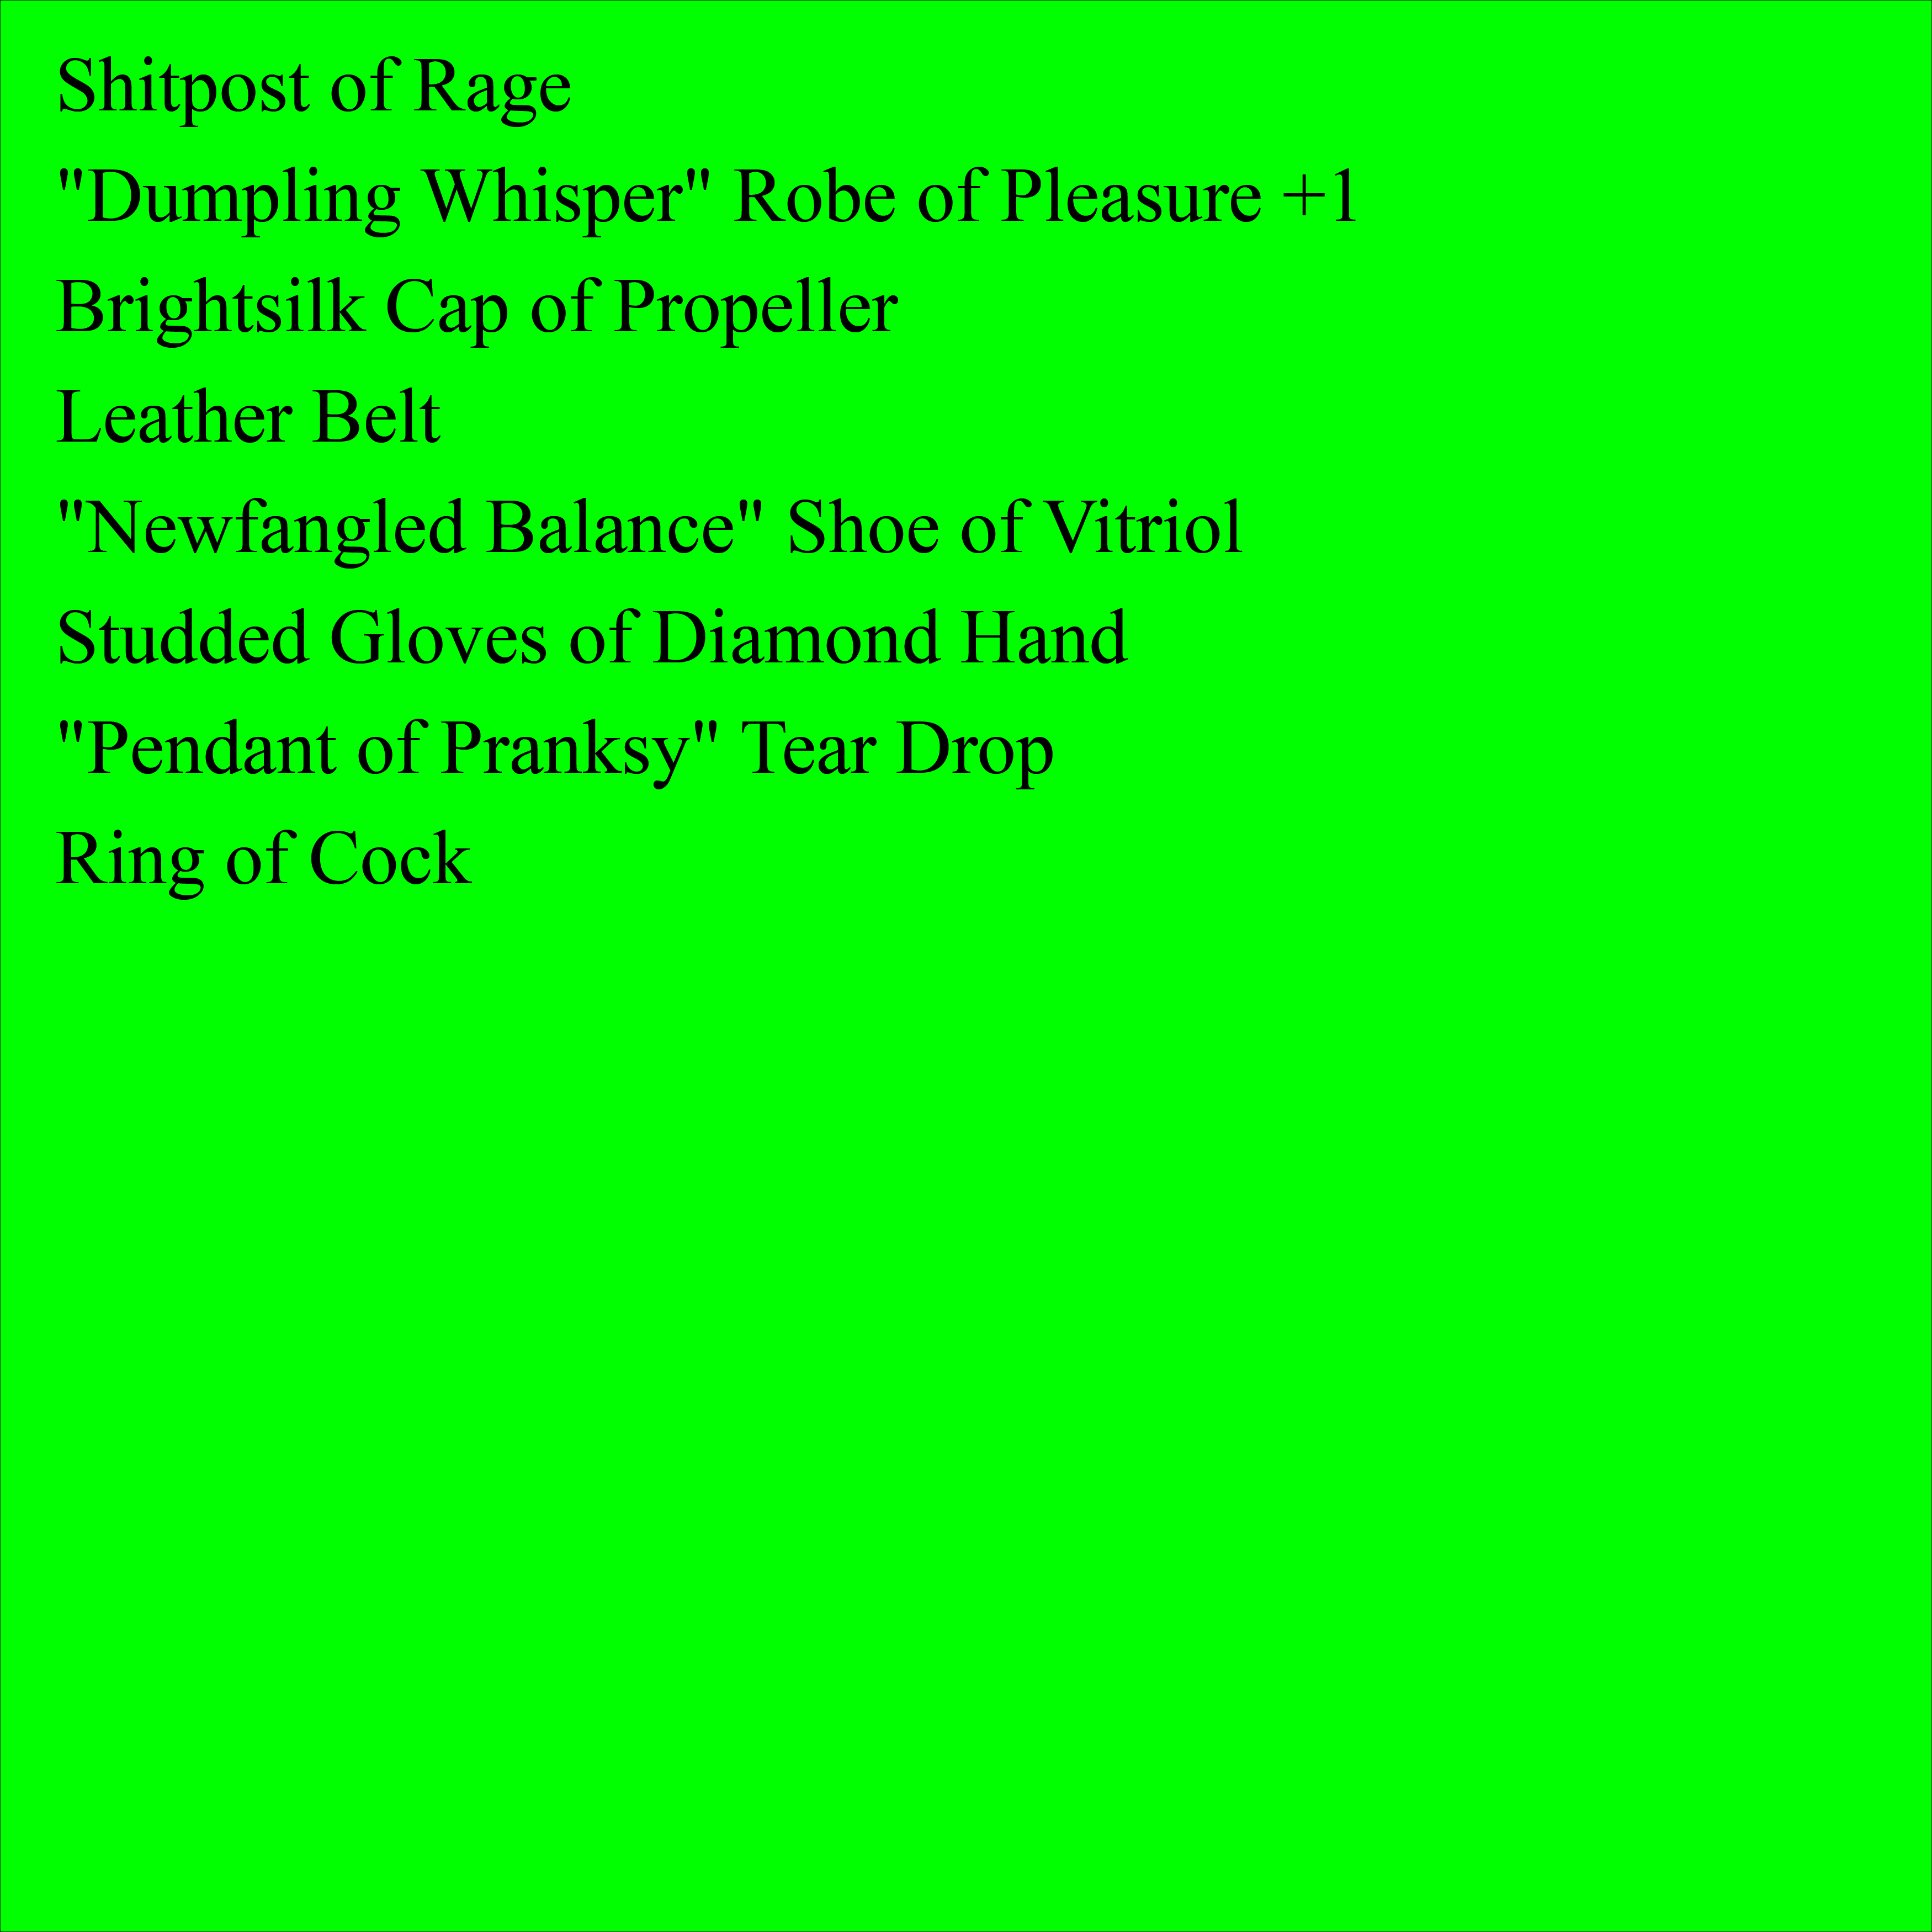 Shitpost of Rage
"Dumpling Whisper" Robe of Pleasure +1
Brightsilk Cap of Propeller
Leather Belt
"Newfangled Balance" Shoe of Vitriol
Studded Gloves of Diamond Hand
"Pendant of Pranksy" Tear Drop
Ring of Cock